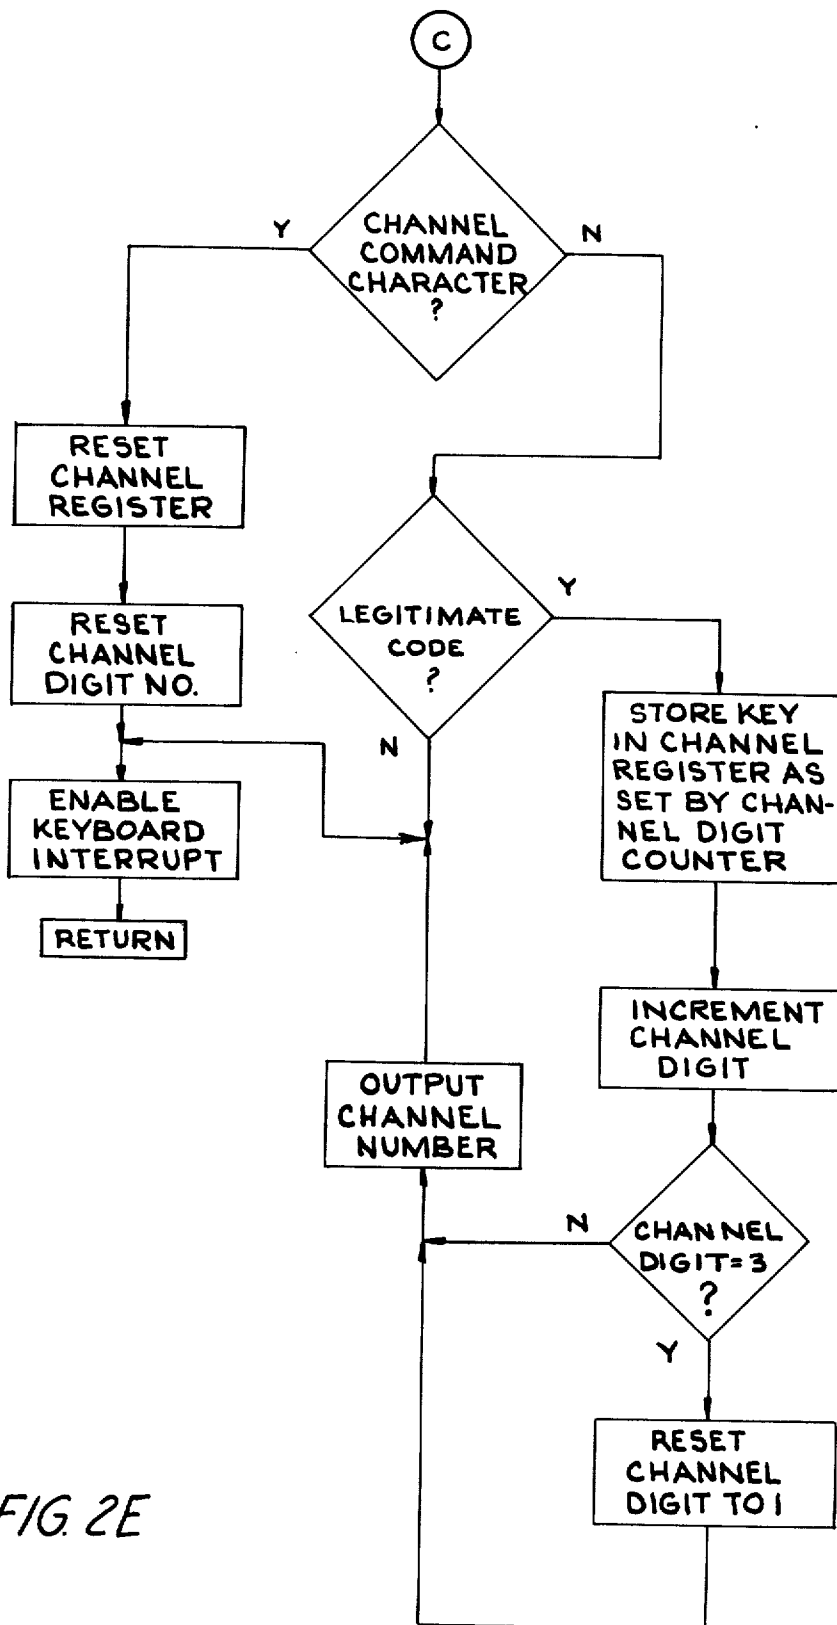 C
Y
N
CHANNEL
COMMAND
CHARACTER
?
RESET
CHANNEL
REGISTER
LEGITIMATE
CODE
?
Y
N
RESET
CHANNEL
DIGIT NO.
STORE KEY
IN CHANNEL
REGISTER AS
SET BY CHAN-
NEL DIGIT
COUNTER
ENABLE
KEYBOARD
INTERRUPT
RETURN
INCREMENT
CHANNEL
DIGIT
OUTPUT
CHANNEL
NUMBER
N
CHANNEL
DIGIT=3
?
Y
RESET
CHANNEL
DIGIT TO 1
FIG. 2E